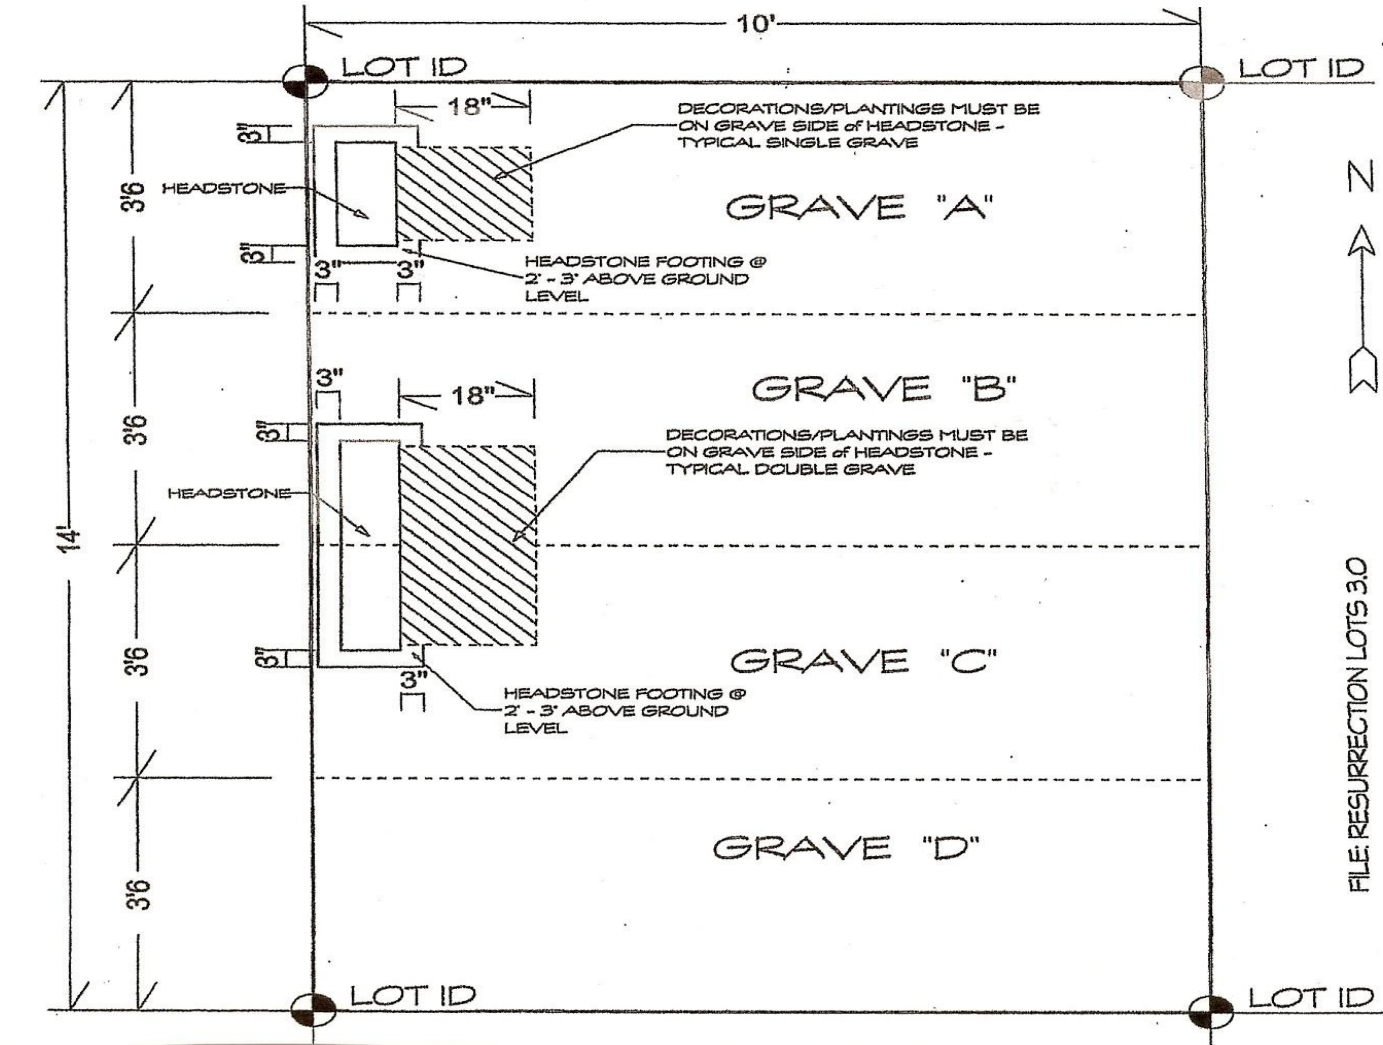 10'
LOT ID
LOT ID
18"
DECORATIONS/PLANTINGS MUST BE
ON GRAVE SIDE of HEADSTONE -
TYPICAL SINGLE GRAVE
3"
3'6
HEADSTONE
GRAVE "A"
N
3"
3"
3"
HEADSTONE FOOTING @
2" - 3" ABOVE GROUND
LEVEL
3"
18"
GRAVE "B"
3'6
3"
DECORATIONS/PLANTINGS MUST BE
ON GRAVE SIDE of HEADSTONE -
TYPICAL DOUBLE GRAVE
HEADSTONE
14'
3'6
3"
GRAVE "C"
3"
HEADSTONE FOOTING @
2" - 3" ABOVE GROUND
LEVEL
FILE: RESURRECTION LOTS 3.0
GRAVE "D"
3'6
LOT ID
LOT ID